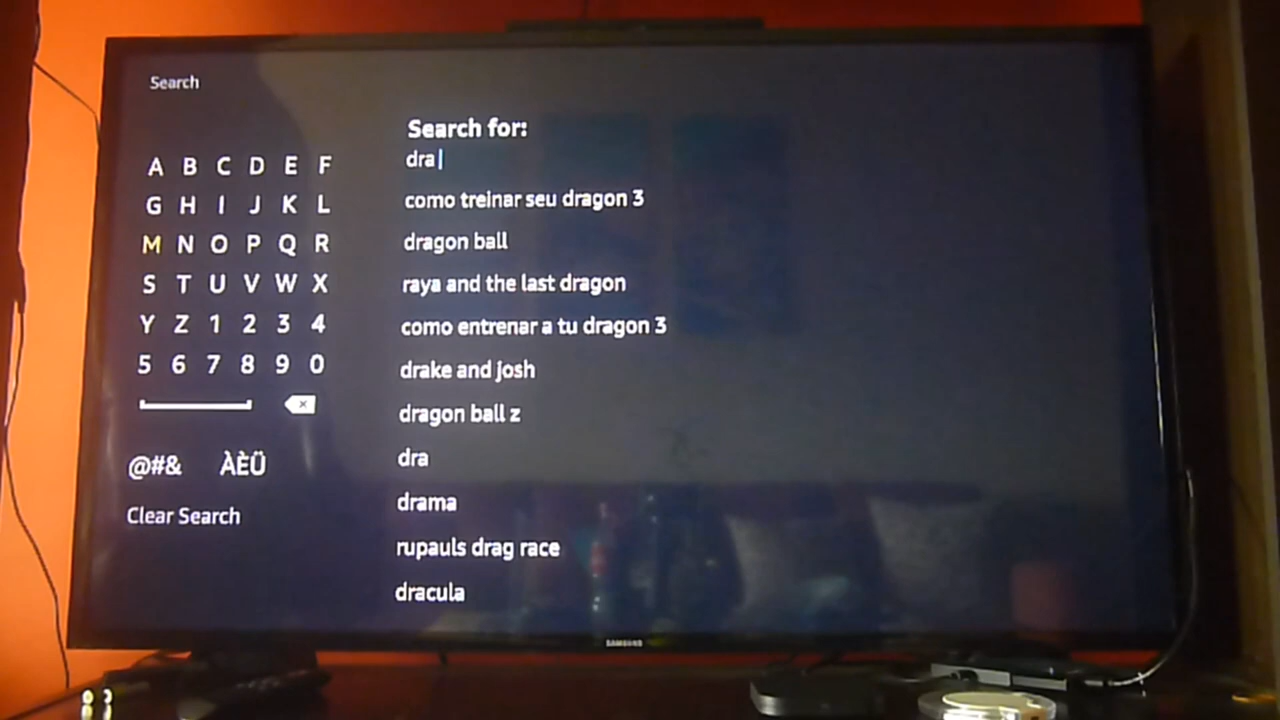 Search
A B C D E F
G H I J K L
M N O P Q R
S T U V W X
Y Z 1 2 3 4
5 6 7 8 9 0
@#& ÀÈÜ
Clear Search
Search for:
dra
como treinar seu dragon 3
dragon ball
raya and the last dragon
como entrenar a tu dragon 3
drake and josh
dragon ball z
dra
drama
rupauls drag race
dracula
SAMSUNG